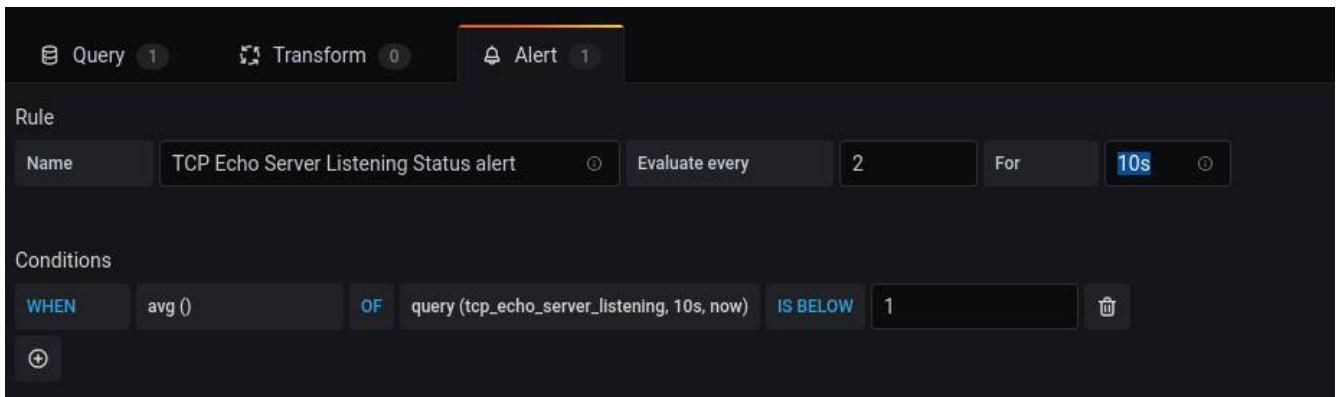 Query 1 Transform 0 Alert 1
Rule
Name TCP Echo Server Listening Status alert Evaluate every 2 For 10s
Conditions
WHEN avg () OF query (tcp_echo_server_listening, 10s, now) IS BELOW 1